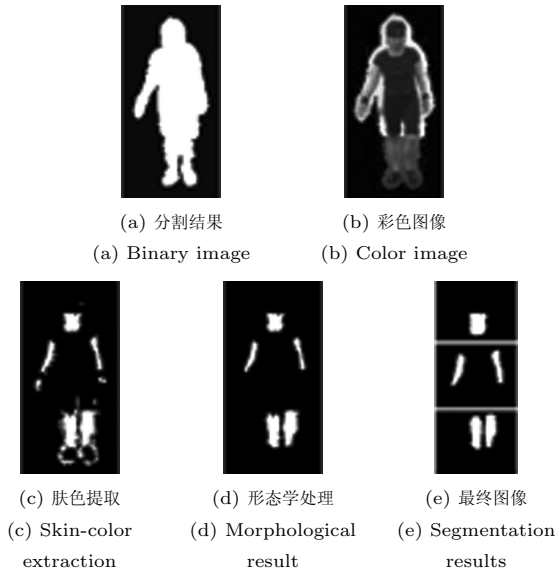 (a) 分割结果
(b) 彩色图像
(a) Binary image
(b) Color image
(c) 肤色提取
(d) 形态学处理
(e) 最终图像
(c) Skin-color
extraction
(d) Morphological
result
(e) Segmentation
results